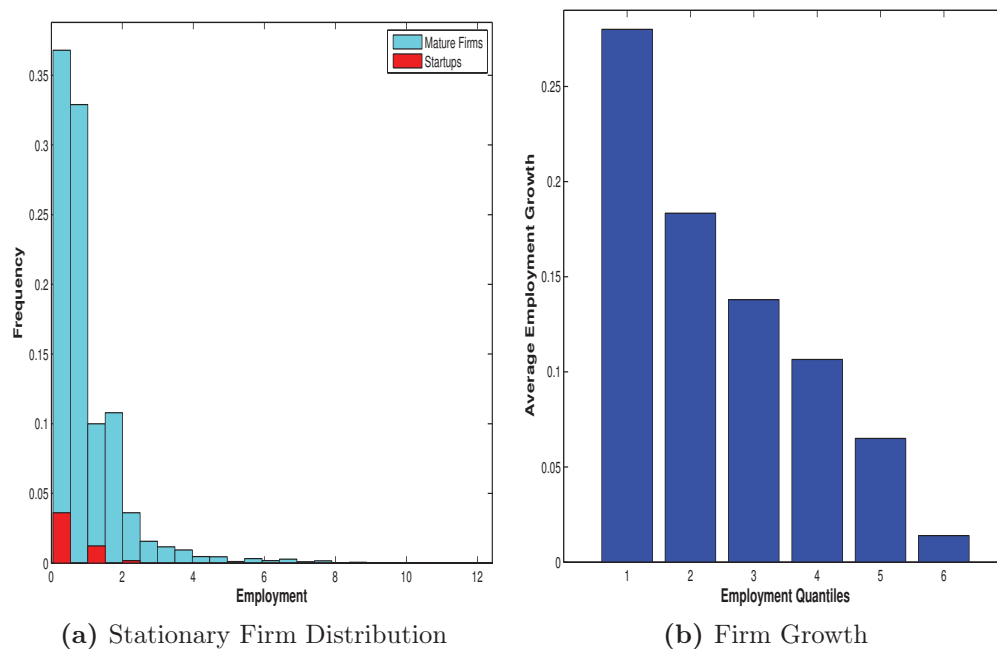 Mature Firms
Startups
Frequency
0.35
0.3
0.25
0.2
0.15
0.1
0.05
0
0 2 4 6 8 10 12
Employment
(a) Stationary Firm Distribution
Average Employment Growth
0.25
0.2
0.15
0.1
0.05
0
1 2 3 4 5 6
Employment Quantiles
(b) Firm Growth